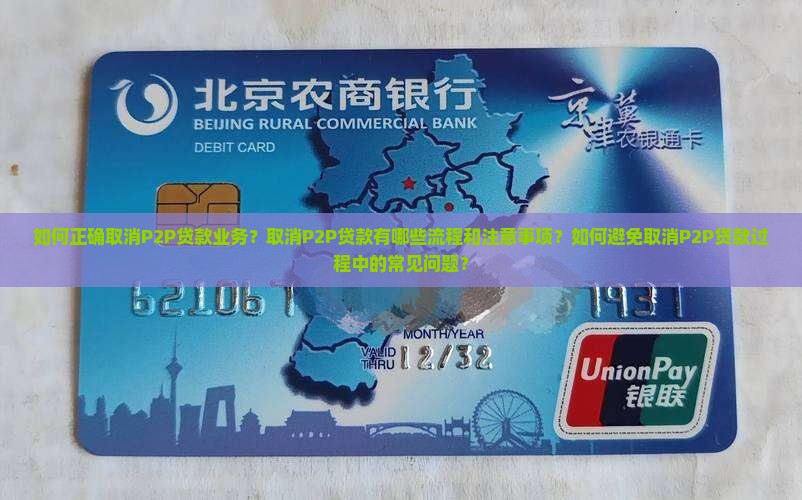 北京农商银行
BEIJING RURAL COMMERCIAL BANK
DEBIT CARD
京津冀
农银通卡
如何正确取消P2P贷款业务？取消P2P贷款有哪些流程和注意事项？如何避免取消P2P贷款过
程中的常见问题？
621067
7937
MONTH/YEAR
VALID
THRU 12/32
UnionPay
银联